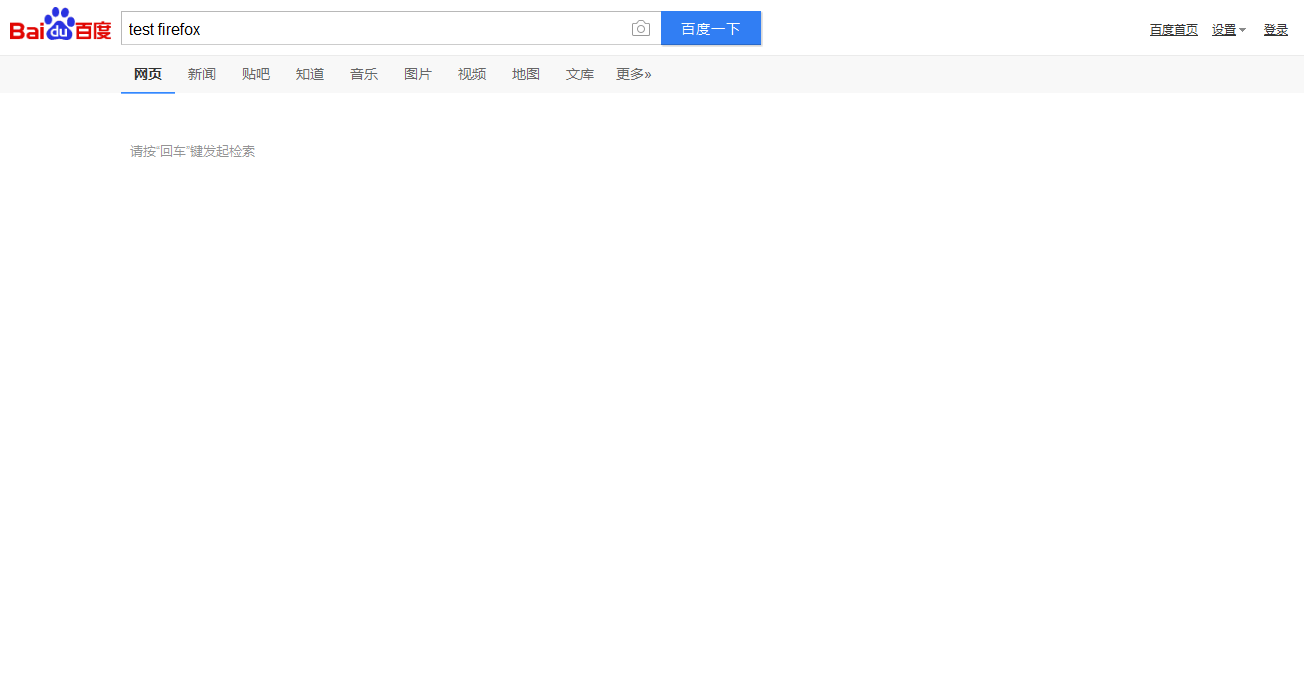 Bai du 百度 test firefox 百度一下 百度首页 设置 登录
网页 新闻 贴吧 知道 音乐 图片 视频 地图 文库 更多»
请按“回车”键发起检索